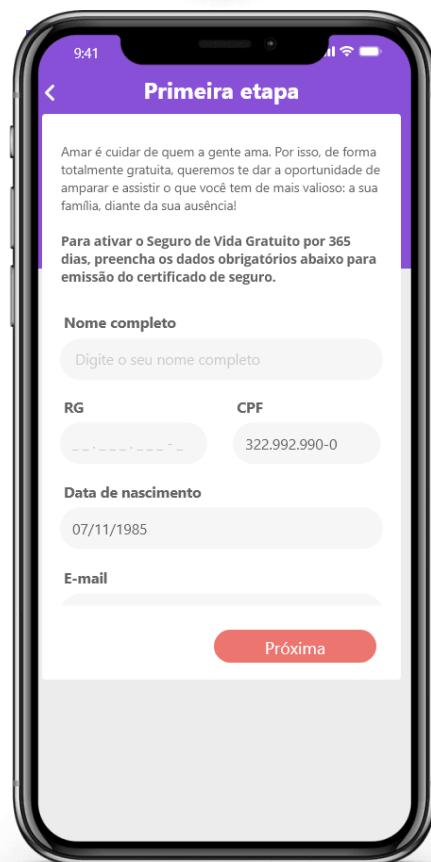 9:41
Primeira etapa
Amar é cuidar de quem a gente ama. Por isso, de forma
totalmente gratuita, queremos te dar a oportunidade de
amparar e assistir o que você tem de mais valioso: a sua
família, diante da sua ausência!
Para ativar o Seguro de Vida Gratuito por 365
dias, preencha os dados obrigatórios abaixo para
emissão do certificado de seguro.
Nome completo
Digite o seu nome completo
RG CPF
_ _ . _ _ _ . _ _ _ - _ 322.992.990-0
Data de nascimento
07/11/1985
E-mail
Próxima